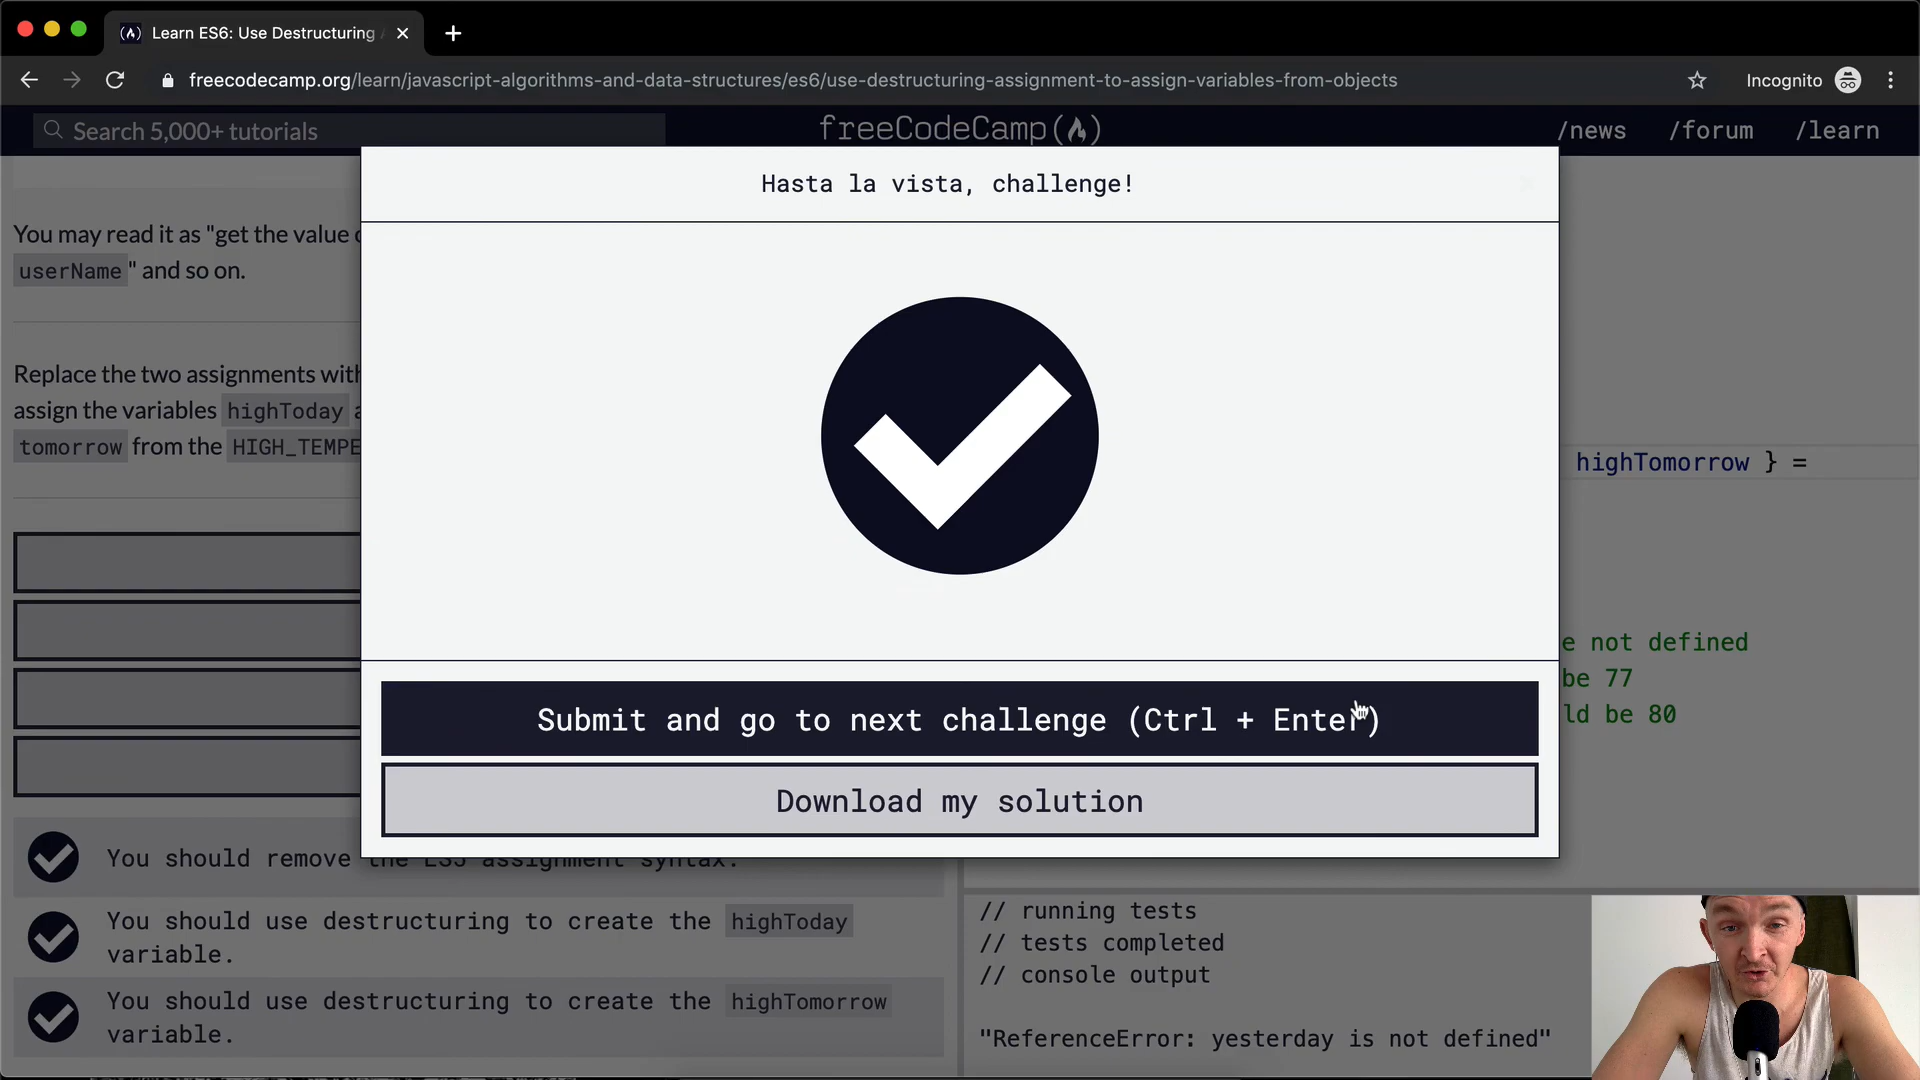 Learn ES6: Use Destructuring
freecodecamp.org/learn/javascript-algorithms-and-data-structures/es6/use-destructuring-assignment-to-assign-variables-from-objects
Incognito
Search 5,000+ tutorials
freeCodeCamp
/news /forum /learn
Hasta la vista, challenge!
You may read it as "get the value
userName" and so on.
Replace the two assignments with
assign the variables highToday
tomorrow from the HIGH_TEMPE
highTomorrow } =
not defined
be 77
be 80
Submit and go to next challenge (Ctrl + Enter)
Download my solution
You should remove the ES5 assignment syntax.
You should use destructuring to create the highToday
variable.
You should use destructuring to create the highTomorrow
variable.
// running tests
// tests completed
// console output
"ReferenceError: yesterday is not defined"